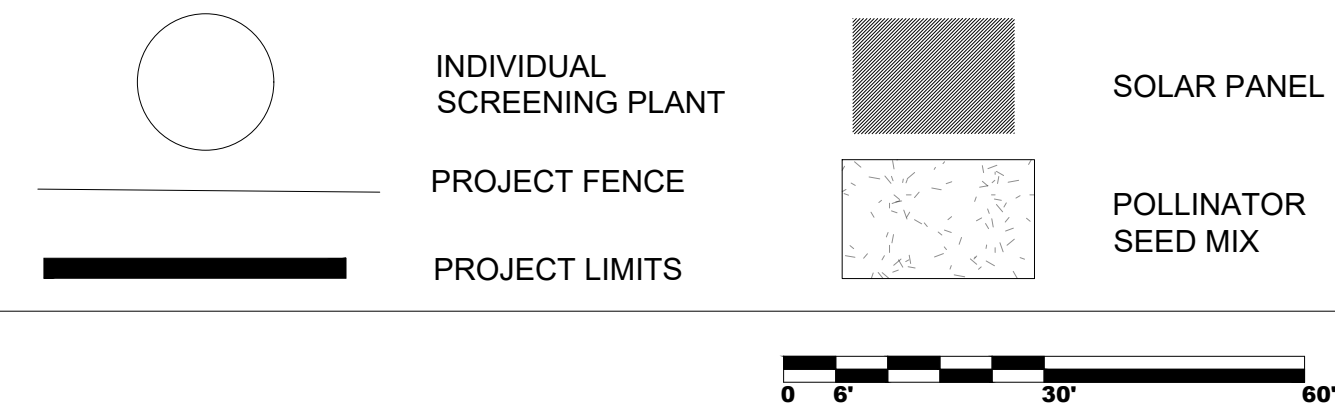 INDIVIDUAL
SCREENING PLANT
PROJECT FENCE
PROJECT LIMITS
SOLAR PANEL
POLLINATOR
SEED MIX
0 6' 30' 60'